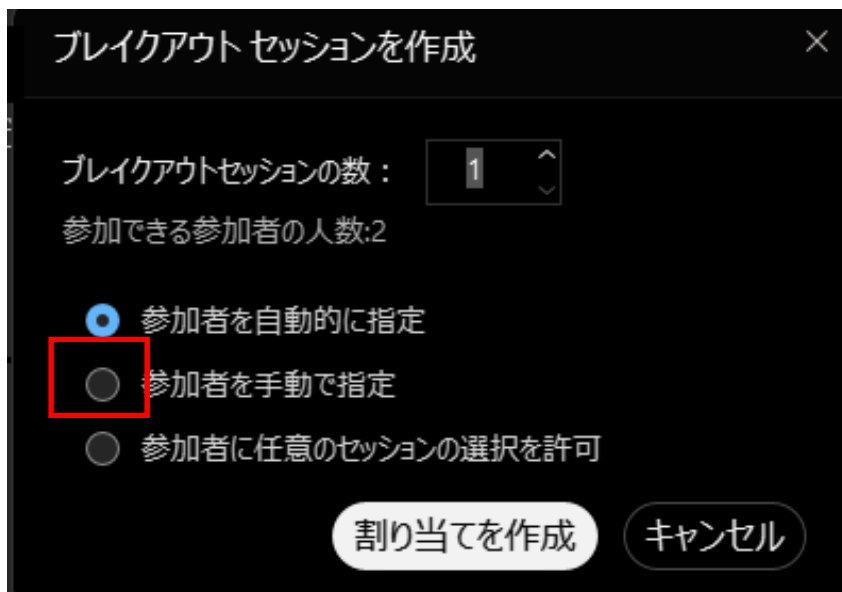 ブレイクアウト セッションを作成
ブレイクアウトセッションの数：
1
参加できる参加者の人数:2
参加者を自動的に指定
参加者を手動で指定
参加者に任意のセッションの選択を許可
割り当てを作成
キャンセル